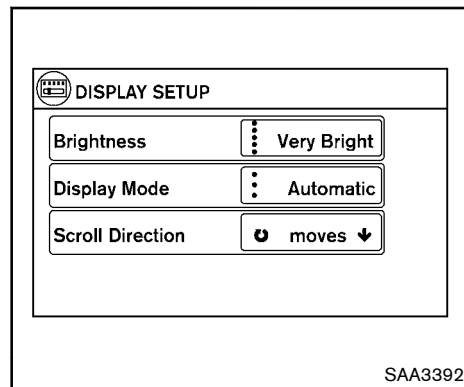 DISPLAY SETUP
Brightness Very Bright
Display Mode Automatic
Scroll Direction moves ↓
SAA3392